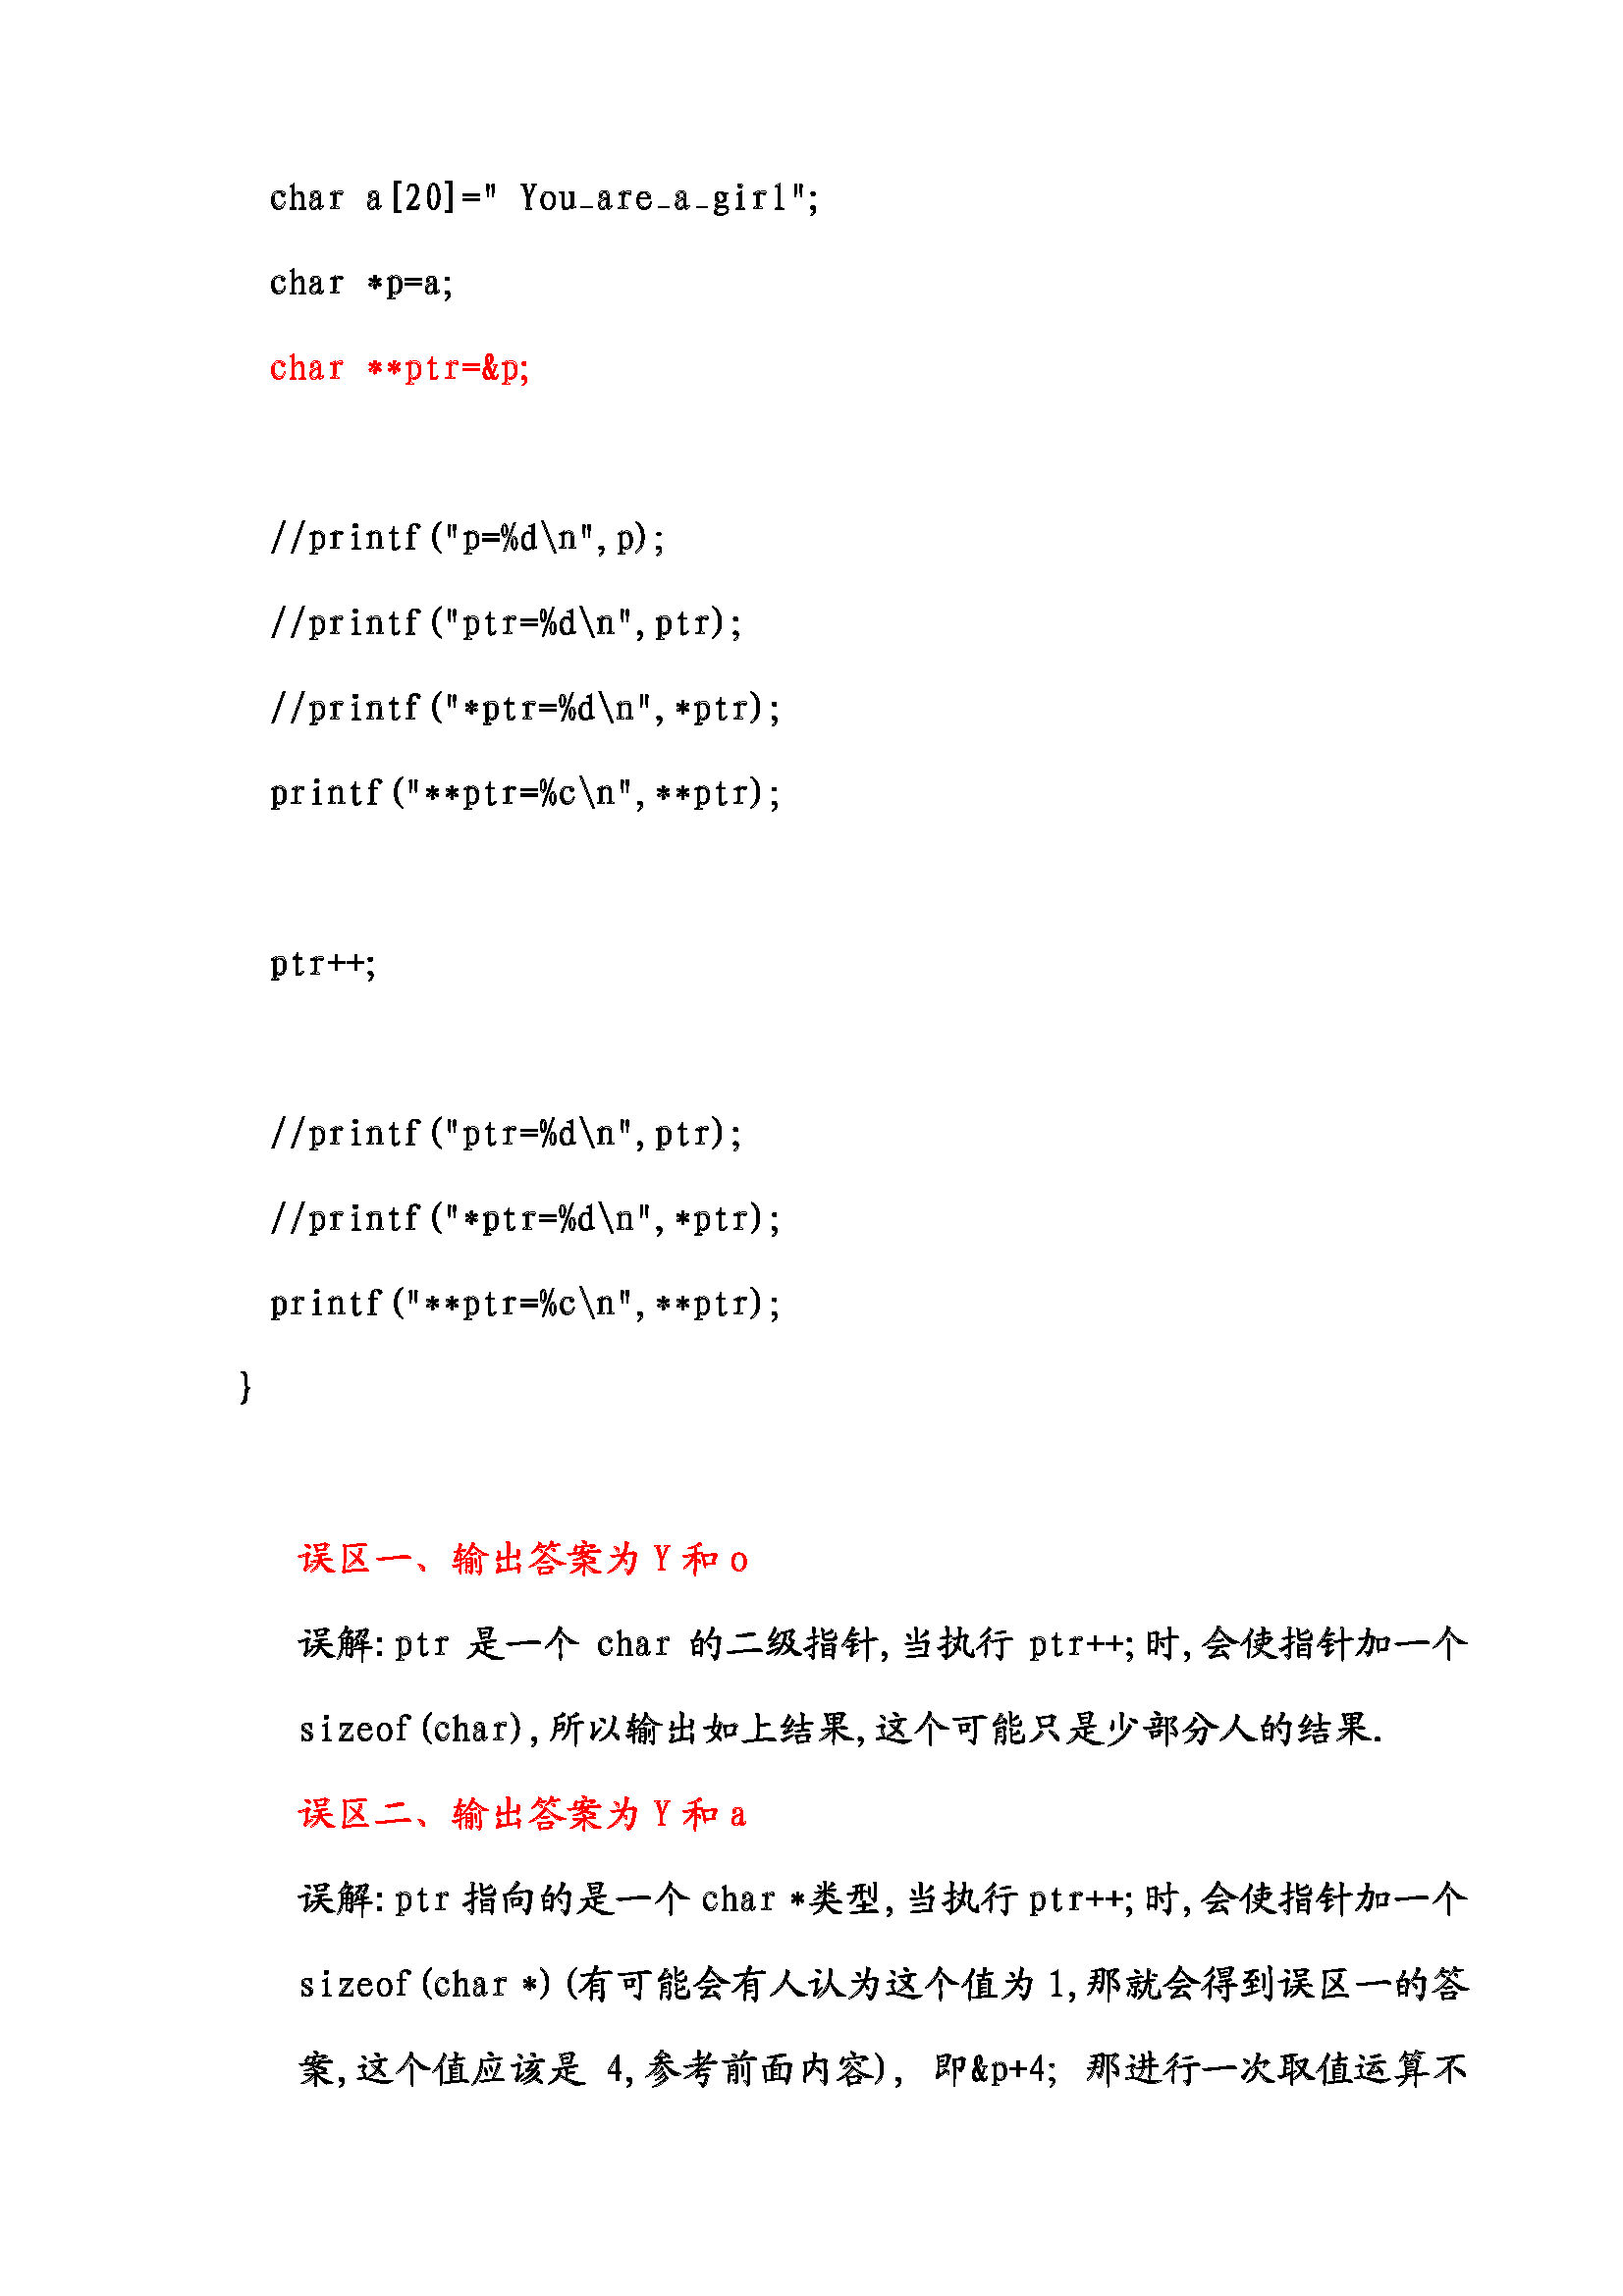 char a[20]=" You_are_a_girl";
char *p=a;
char **ptr=&p;
//printf("p=%d\n",p);
//printf("ptr=%d\n",ptr);
//printf("*ptr=%d\n",*ptr);
printf("**ptr=%c\n",**ptr);
ptr++;
//printf("ptr=%d\n",ptr);
//printf("*ptr=%d\n",*ptr);
printf("**ptr=%c\n",**ptr);
}
误区一、输出答案为 Y 和 o
误解:ptr 是一个 char 的二级指针,当执行 ptr++;时,会使指针加一个
sizeof(char),所以输出如上结果,这个可能只是少部分人的结果.
误区二、输出答案为 Y 和 a
误解:ptr 指向的是一个 char *类型,当执行 ptr++;时,会使指针加一个
sizeof(char *)(有可能会有人认为这个值为 1,那就会得到误区一的答
案,这个值应该是 4,参考前面内容), 即&p+4; 那进行一次取值运算不